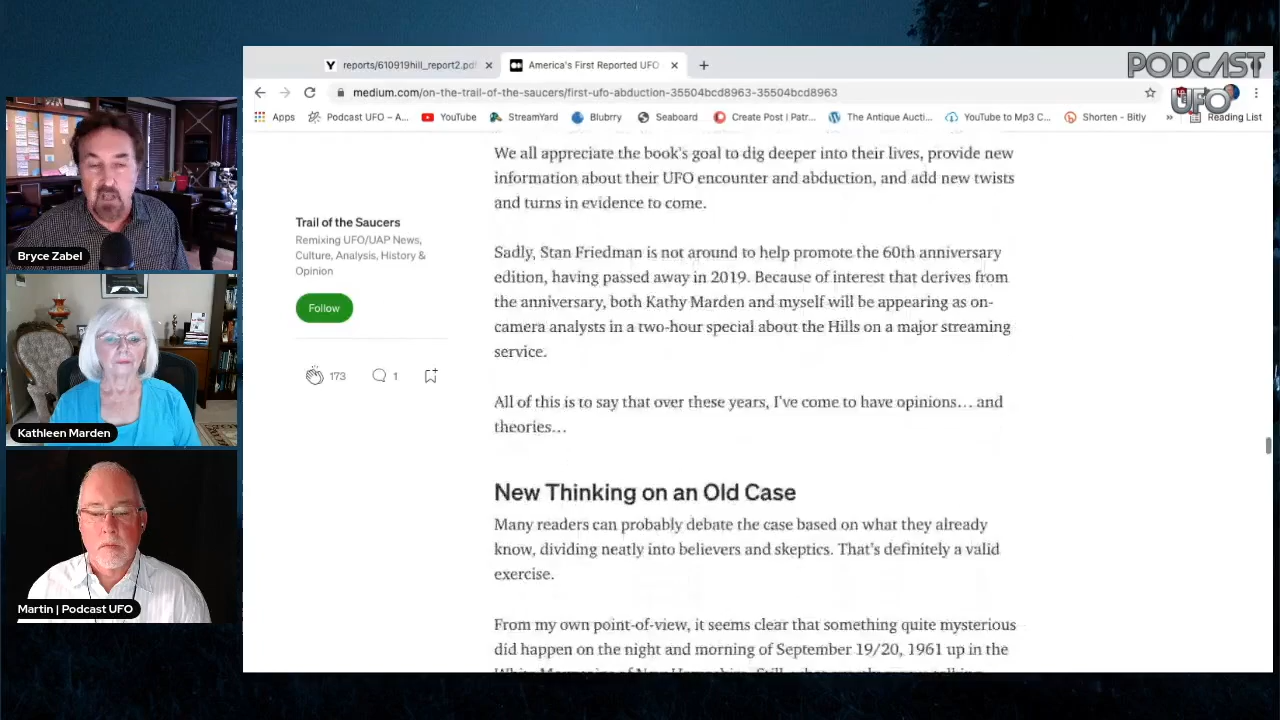 PODCAST
UFO
reports/610919hill_report2.pdf
America's First Reported UFO
medium.com/on-the-trail-of-the-saucers/first-ufo-abduction-35504bcd8963-35504bcd8963
Apps
Podcast UFO – A...
YouTube
StreamYard
Blubrry
Seaboard
Create Post | Patr...
The Antique Aucti...
YouTube to Mp3 C...
Shorten - Bitly
»
Reading List
We all appreciate the book's goal to dig deeper into their lives, provide new
information about their UFO encounter and abduction, and add new twists
and turns in evidence to come.
Trail of the Saucers
Remixing UFO/UAP News,
Culture, Analysis, History &
Opinion
Follow
173
1
Sadly, Stan Friedman is not around to help promote the 60th anniversary
edition, having passed away in 2019. Because of interest that derives from
the anniversary, both Kathy Marden and myself will be appearing as on-
camera analysts in a two-hour special about the Hills on a major streaming
service.
All of this is to say that over these years, I've come to have opinions... and
theories...
New Thinking on an Old Case
Many readers can probably debate the case based on what they already
know, dividing neatly into believers and skeptics. That's definitely a valid
exercise.
From my own point-of-view, it seems clear that something quite mysterious
did happen on the night and morning of September 19/20, 1961 up in the
Bryce Zabel
Kathleen Marden
Martin | Podcast UFO